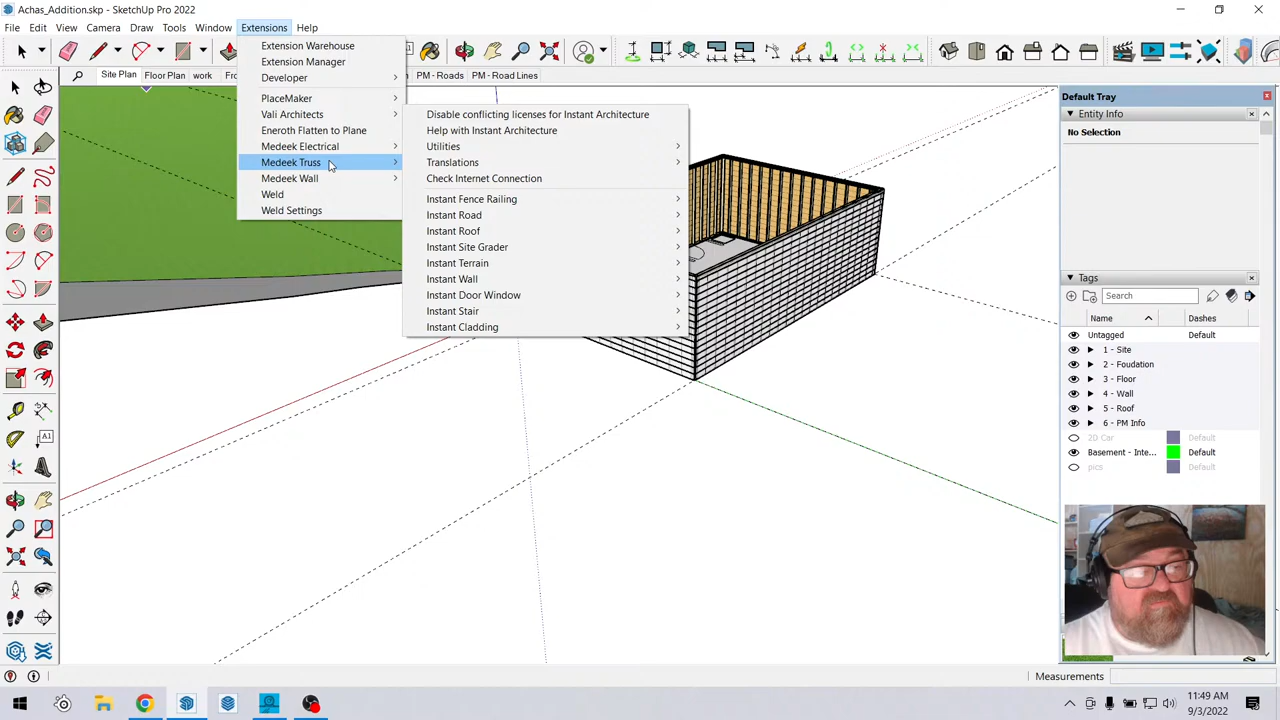 Achas_Addition.skp - SketchUp Pro 2022
File Edit View Camera Draw Tools Window Extensions Help
Site Plan Floor Plan work Fro PM - Roads PM - Road Lines
Extension Warehouse
Extension Manager
Developer
PlaceMaker
Vali Architects
Eneroth Flatten to Plane
Medeek Electrical
Medeek Truss
Medeek Wall
Weld
Weld Settings
Disable conflicting licenses for Instant Architecture
Help with Instant Architecture
Utilities
Translations
Check Internet Connection
Instant Fence Railing
Instant Road
Instant Roof
Instant Site Grader
Instant Terrain
Instant Wall
Instant Door Window
Instant Stair
Instant Cladding
Default Tray
Entity Info
No Selection
Tags
Search
Name Dashes
Untagged Default
1 - Site
2 - Foudation
3 - Floor
4 - Wall
5 - Roof
6 - PM Info
2D Car Default
Basement - Inte... Default
pics Default
A1
Measurements
11:49 AM
9/3/2022